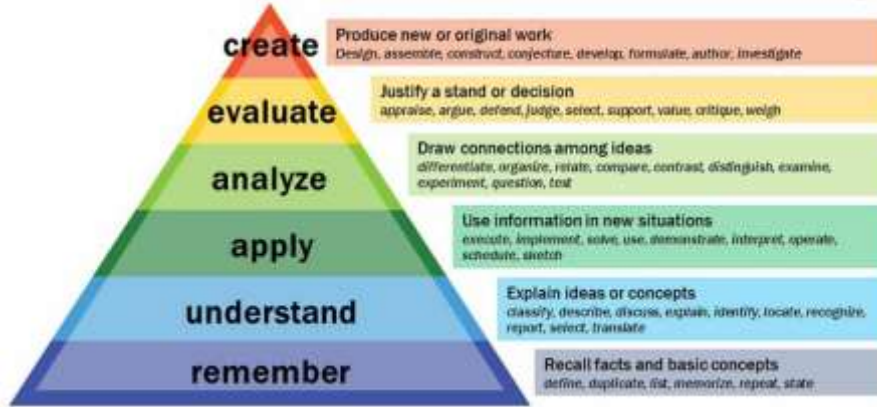 create
Produce new or original work
Design, assemble, construct, conjecture, develop, formulate, author, investigate
evaluate
Justify a stand or decision
appraise, argue, defend, judge, select, support, value, critique, weigh
analyze
Draw connections among ideas
differentiate, organize, relate, compare, contrast, distinguish, examine,
experiment, question, test
apply
Use information in new situations
execute, implement, solve, use, demonstrate, interpret, operate,
schedule, sketch
understand
Explain ideas or concepts
classify, describe, discuss, explain, identify, locate, recognize,
report, select, translate
remember
Recall facts and basic concepts
define, duplicate, list, memorize, repeat, state